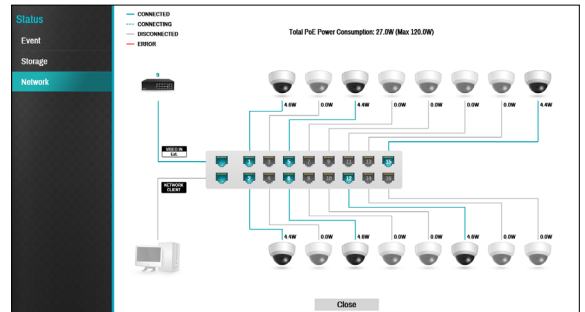 Status
Event
Storage
Network
CONNECTED
CONNECTING
DISCONNECTED
ERROR
Total PoE Power Consumption: 27.0W (Max 120.0W)
9
4.6W 0.0W 4.4W 0.0W 0.0W 0.0W 0.0W 4.4W
VIDEO IN
Ext.
1 3 5 7 9 11 13 15
NETWORK
CLIENT
2 4 6 8 10 12 14 16
4.4W 0.0W 4.6W 0.0W 0.0W 4.6W 0.0W 0.0W
Close